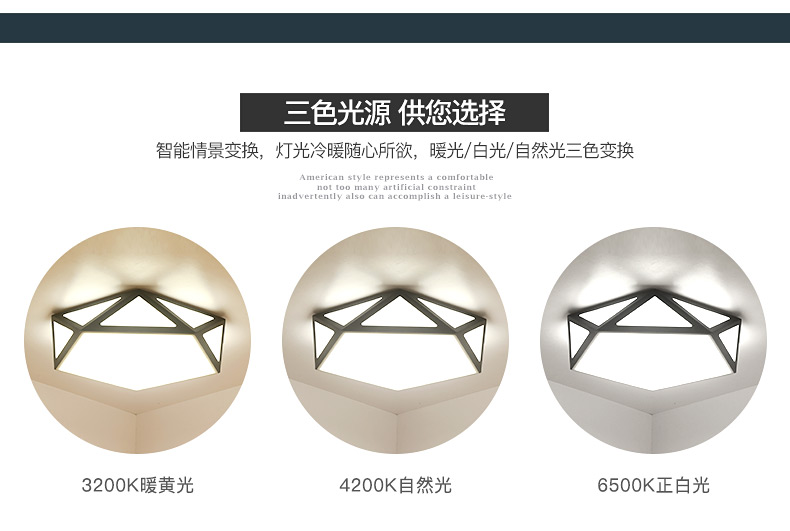 三色光源 供您选择
智能情景变换，灯光冷暖随心所欲，暖光/白光/自然光三色变换
American style represents a comfortable
not too many artificial constraint
inadvertently also can accomplish a leisure-style
3200K暖黄光
4200K自然光
6500K正白光